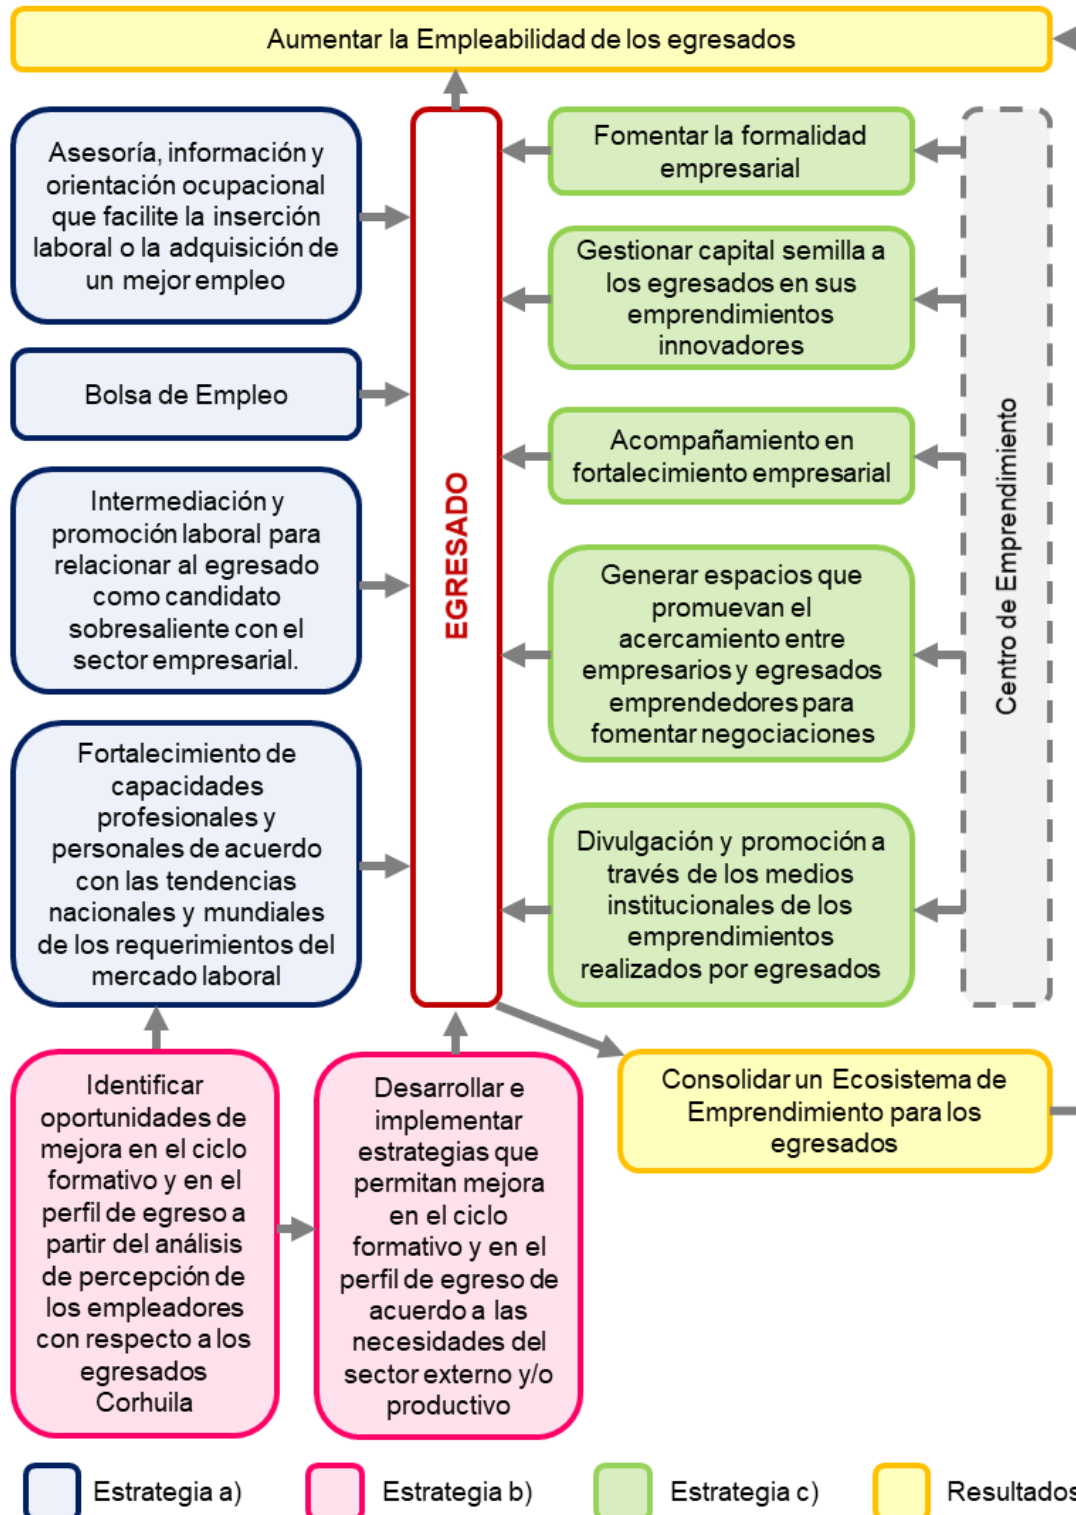 Aumentar la Empleabilidad de los egresados
Asesoría, información y
orientación ocupacional
que facilite la inserción
laboral o la adquisición de
un mejor empleo
Bolsa de Empleo
Intermediación y
promoción laboral para
relacionar al egresado
como candidato
sobresaliente con el
sector empresarial.
Fortalecimiento de
capacidades
profesionales y
personales de acuerdo
con las tendencias
nacionales y mundiales
de los requerimientos del
mercado laboral
EGRESADO
Fomentar la formalidad
empresarial
Gestionar capital semilla a
los egresados en sus
emprendimientos
innovadores
Acompañamiento en
fortalecimiento empresarial
Generar espacios que
promuevan el
acercamiento entre
empresarios y egresados
emprendedores para
fomentar negociaciones
Divulgación y promoción a
través de los medios
institucionales de los
emprendimientos
realizados por egresados
Centro de Emprendimiento
Identificar
oportunidades de
mejora en el ciclo
formativo y en el
perfil de egreso a
partir del análisis
de percepción de
los empleadores
con respecto a los
egresados
Corhuila
Desarrollar e
implementar
estrategias que
permitan mejora
en el ciclo
formativo y en el
perfil de egreso de
acuerdo a las
necesidades del
sector externo y/o
productivo
Consolidar un Ecosistema de
Emprendimiento para los
egresados
Estrategia a)
Estrategia b)
Estrategia c)
Resultados